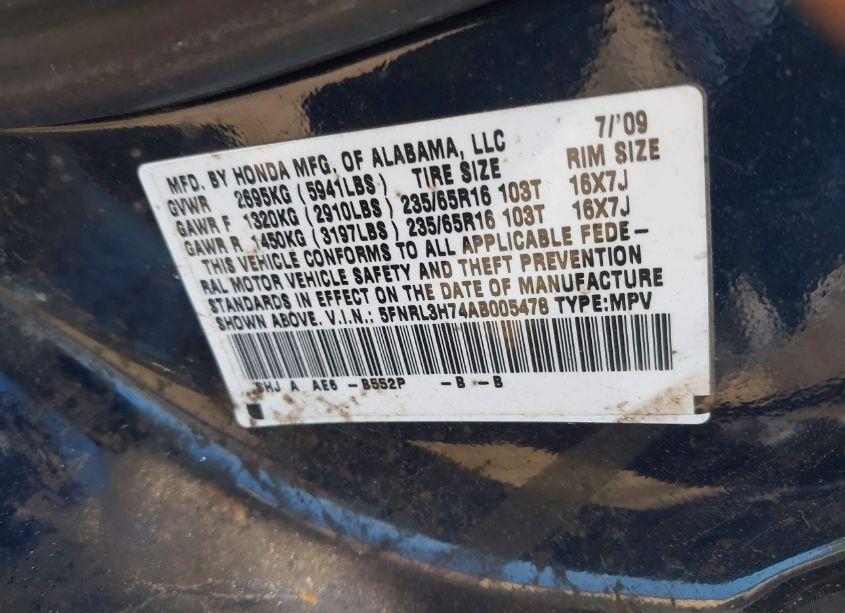 MFD. BY HONDA MFG. OF ALABAMA, LLC 7/'09
GVWR 2695KG (5941LBS) TIRE SIZE RIM SIZE
GAWR F 1320KG (2910LBS) 235/65R16 103T 16X7J
GAWR R 1450KG (3197LBS) 235/65R16 103T 16X7J
THIS VEHICLE CONFORMS TO ALL APPLICABLE FEDE-
RAL MOTOR VEHICLE SAFETY AND THEFT PREVENTION
STANDARDS IN EFFECT ON THE DATE OF MANUFACTURE
SHOWN ABOVE. V.I.N.: 5FNRL3H74AB005478 TYPE:MPV
SHJ A AE6 -B552P -B -B